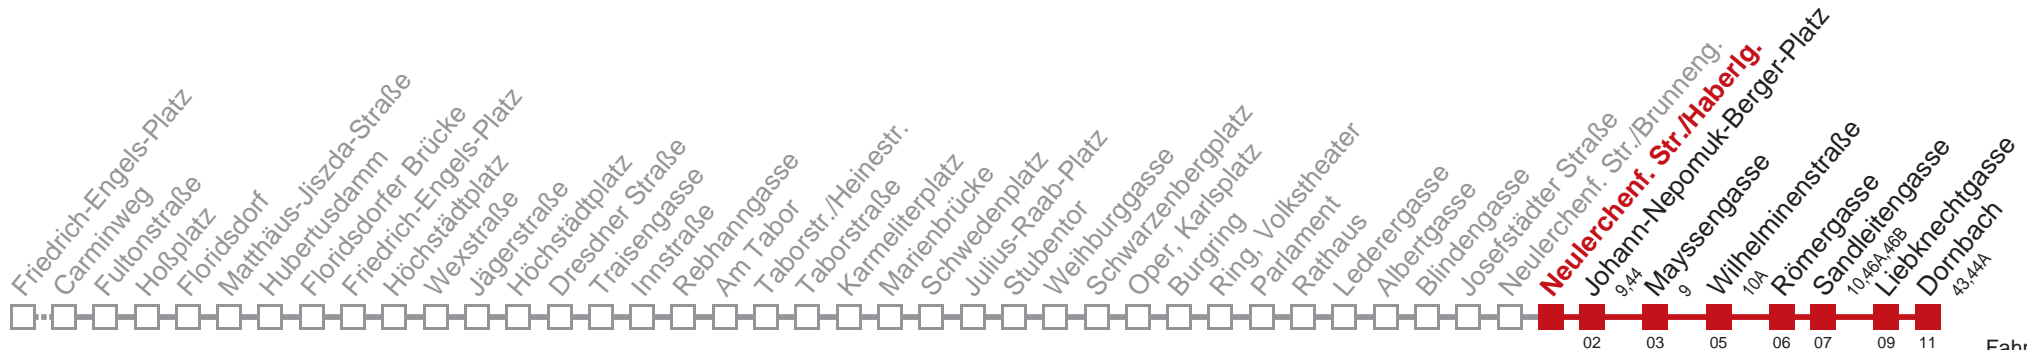 Friedrich-Engels-Platz
Carminweg
Fultonstraße
Hoßplatz
Floridsdorf
Matthäus-Jiszda-Straße
Hubertusdamm
Floridsdorfer Brücke
Friedrich-Engels-Platz
Höchstädtplatz
Wexstraße
Jägerstraße
Höchstädtplatz
Dresdner Straße
Traisengasse
Innstraße
Rebhanngasse
Am Tabor
Taborstr./Heinestr.
Taborstraße
Karmeliterplatz
Marienbrücke
Schwedenplatz
Julius-Raab-Platz
Stubentor
Weihburggasse
Schwarzenbergplatz
Oper, Karlsplatz
Burgring
Ring, Volkstheater
Parlament
Rathaus
Lederergasse
Albertgasse
Blindengasse
Josefstädter Straße
Neulerchenf. Str./Brunneng.
Neulerchenf. Str./Haberlg.
Johann-Nepomuk-Berger-Platz
9,44
Mayssengasse
9
Wilhelminenstraße
10A
Römergasse
Sandleitengasse
10,46A,46B
Liebknechtgasse
Dornbach
43,44A
02 03 05 06 07 09 11